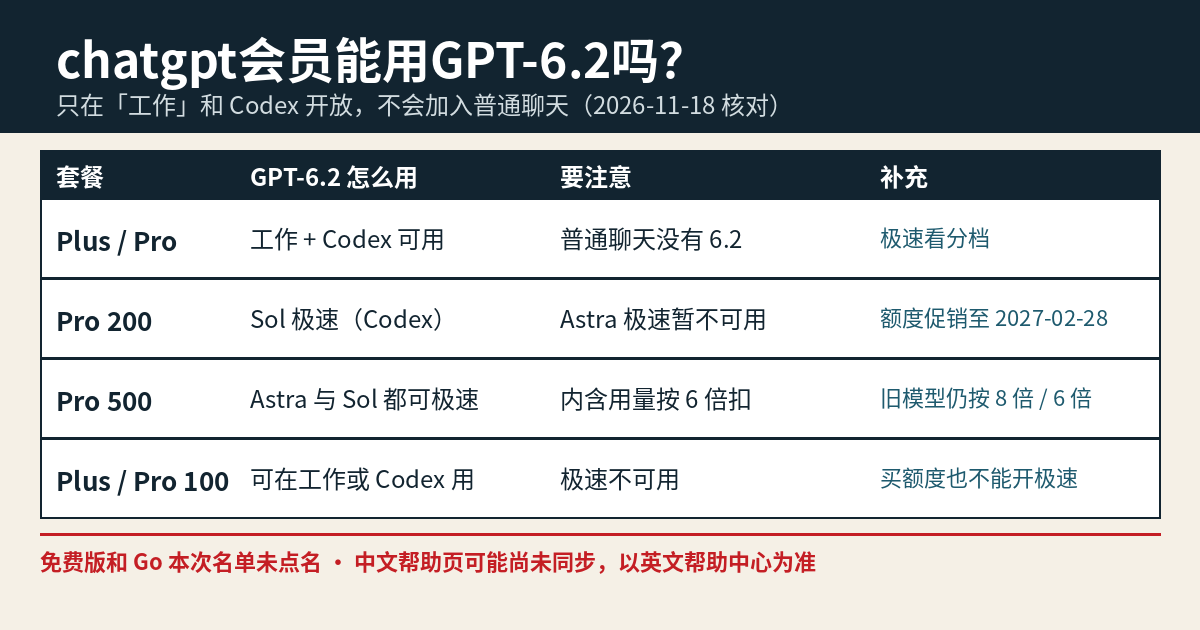 chatgpt会员能用GPT-6.2吗？
只在「工作」和 Codex 开放，不会加入普通聊天（2026-11-18 核对）
套餐 GPT-6.2 怎么用 要注意 补充
Plus / Pro 工作 + Codex 可用 普通聊天没有 6.2 极速看分档
Pro 200 Sol 极速（Codex） Astra 极速暂不可用 额度促销至 2027-02-28
Pro 500 Astra 与 Sol 都可极速 内含用量按 6 倍扣 旧模型仍按 8 倍 / 6 倍
Plus / Pro 100 可在工作或 Codex 用 极速不可用 买额度也不能开极速
免费版和 Go 本次名单未点名 · 中文帮助页可能尚未同步，以英文帮助中心为准